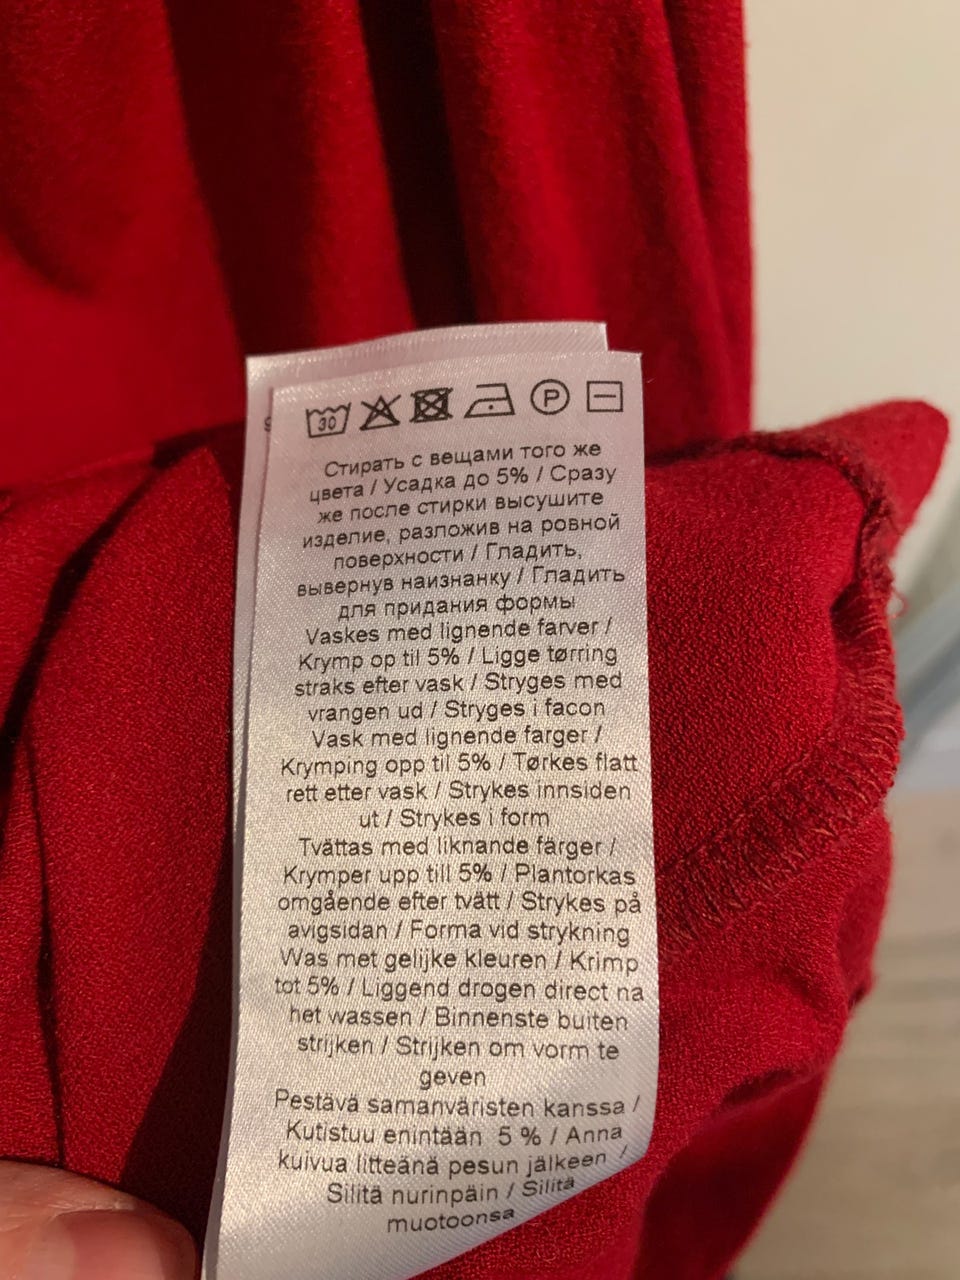 30 P
Стирать с вещами того же
цвета / Усадка до 5% / Сразу
же после стирки высушите
изделие, разложив на ровной
поверхности / Гладить,
вывернув наизнанку / Гладить
для придания формы
Vaskes med lignende farver /
Krymp op til 5% / Ligge tørring
straks efter vask / Stryges med
vrangen ud / Stryges i facon
Vask med lignende farger /
Krymping opp til 5% / Tørkes flatt
rett etter vask / Strykes innsiden
ut / Strykes i form
Tvättas med liknande färger /
Krymper upp till 5% / Plantorkas
omgående efter tvätt / Strykes på
avigsidan / Forma vid strykning
Was met gelijke kleuren / Krimp
tot 5% / Liggend drogen direct na
het wassen / Binnenste buiten
strijken / Strijken om vorm te
geven
Pestävä samanväristen kanssa /
Kutistuu enintään 5 % / Anna
kuivua litteänä pesun jälkeen /
Silitä nurinpäin / Silitä
muotoonsa